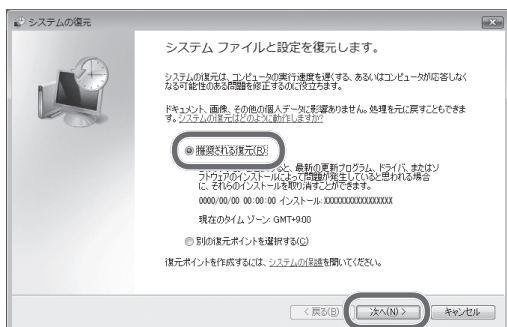 システムの復元
システム ファイルと設定を復元します。
システムの復元は、コンピュータの実行速度を遅くする、あるいはコンピュータが応答しなく
なる可能性のある問題を修正するのに役立ちます。
ドキュメント、画像、その他の個人データに影響ありません。処理を元に戻すこともできま
す。システムの復元はどのように動作しますか?
推奨される復元(R):
と、最新の更新プログラム、ドライバ、またはソ
フトウェアのインストールによって問題が発生していると思われる場合
に、それらのインストールを取り消すことができます。
0000/00/00 00:00:00 インストール: XXXXXXXXXXXXXXXXX
現在のタイム ゾーン: GMT+9:00
別の復元ポイントを選択する(C)
復元ポイントを作成するには、システムの保護を開いてください。
< 戻る(B) 次へ(N) > キャンセル